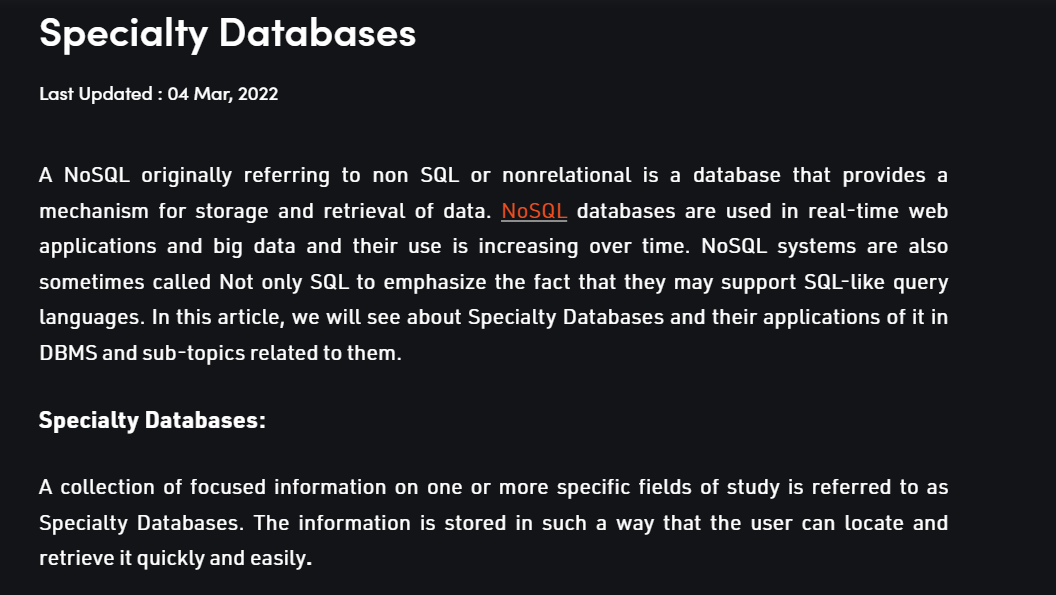 Specialty Databases
Last Updated : 04 Mar, 2022
A NoSQL originally referring to non SQL or nonrelational is a database that provides a
mechanism for storage and retrieval of data. NoSQL databases are used in real-time web
applications and big data and their use is increasing over time. NoSQL systems are also
sometimes called Not only SQL to emphasize the fact that they may support SQL-like query
languages. In this article, we will see about Specialty Databases and their applications of it in
DBMS and sub-topics related to them.
Specialty Databases:
A collection of focused information on one or more specific fields of study is referred to as
Specialty Databases. The information is stored in such a way that the user can locate and
retrieve it quickly and easily.